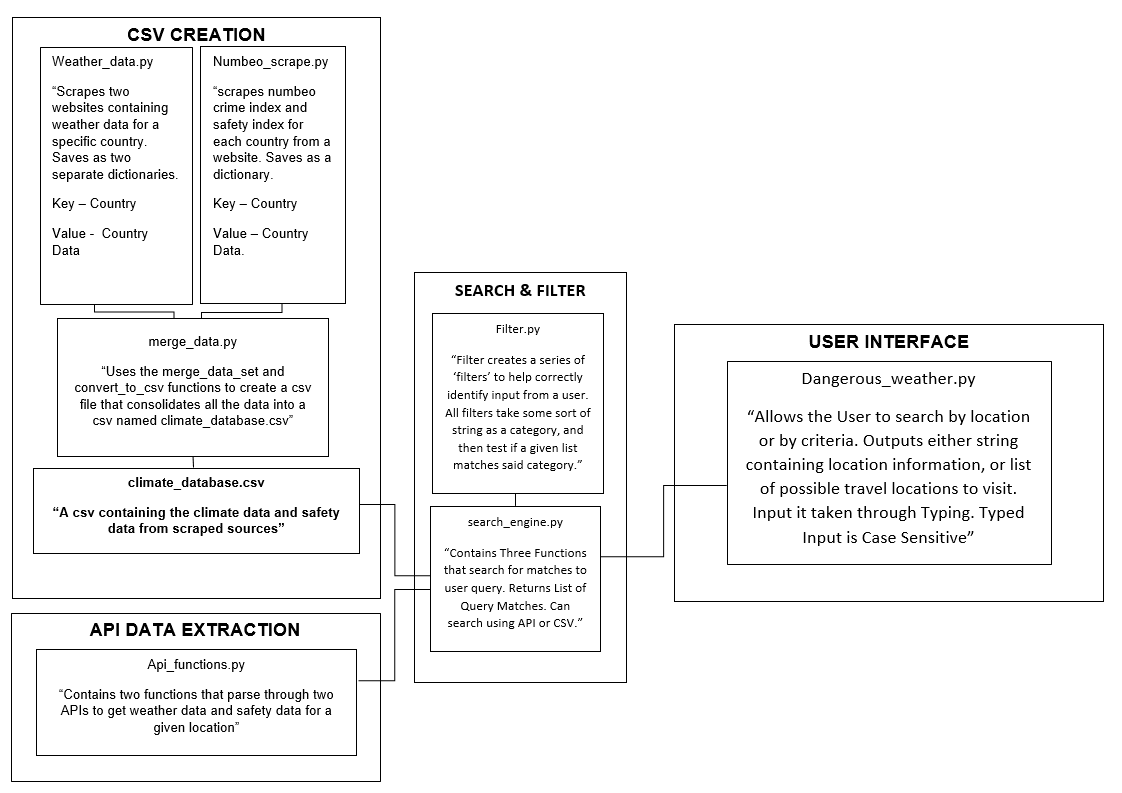 CSV CREATION
Weather_data.py
“Scrapes two
websites containing
weather data for a
specific country.
Saves as two
separate dictionaries.
Key – Country
Value -  Country
Data
Numbeo_scrape.py
“scrapes numbeo
crime index and
safety index for
each country from a
website. Saves as a
dictionary.
Key – Country
Value – Country
Data.
merge_data.py
“Uses the merge_data_set and
convert_to_csv functions to create a csv
file that consolidates all the data into a
csv named climate_database.csv”
climate_database.csv
“A csv containing the climate data and safety
data from scraped sources”
API DATA EXTRACTION
Api_functions.py
“Contains two functions that parse through two
APIs to get weather data and safety data for a
given location”
SEARCH & FILTER
Filter.py
“Filter creates a series of
‘filters’ to help correctly
identify input from a user.
All filters take some sort of
string as a category, and
then test if a given list
matches said category.”
search_engine.py
“Contains Three Functions
that search for matches to
user query. Returns List of
Query Matches. Can
search using API or CSV.”
USER INTERFACE
Dangerous_weather.py
“Allows the User to search by location
or by criteria. Outputs either string
containing location information, or list
of possible travel locations to visit.
Input it taken through Typing. Typed
Input is Case Sensitive”